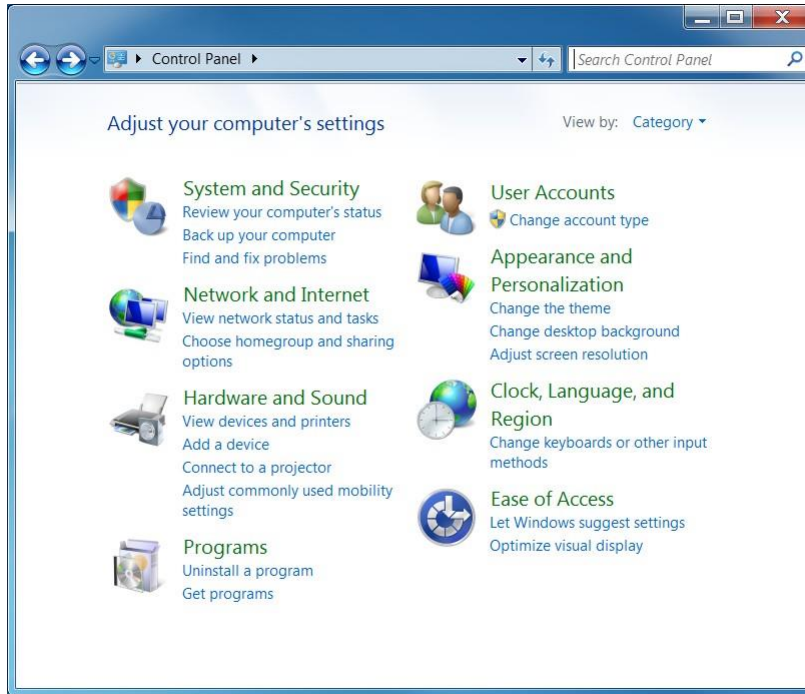 Control Panel
Search Control Panel
Adjust your computer's settings
View by: Category
System and Security
Review your computer's status
Back up your computer
Find and fix problems
Network and Internet
View network status and tasks
Choose homegroup and sharing
options
Hardware and Sound
View devices and printers
Add a device
Connect to a projector
Adjust commonly used mobility
settings
Programs
Uninstall a program
Get programs
User Accounts
Change account type
Appearance and
Personalization
Change the theme
Change desktop background
Adjust screen resolution
Clock, Language, and
Region
Change keyboards or other input
methods
Ease of Access
Let Windows suggest settings
Optimize visual display